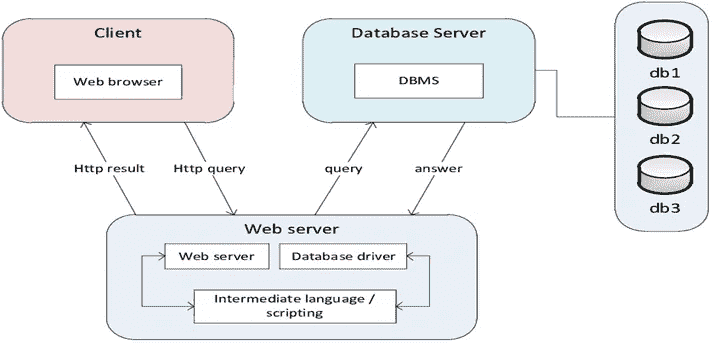 Client
Web browser
Database Server
DBMS
db1
db2
db3
Http result
Http query
query
answer
Web server
Web server
Database driver
Intermediate language /
scripting